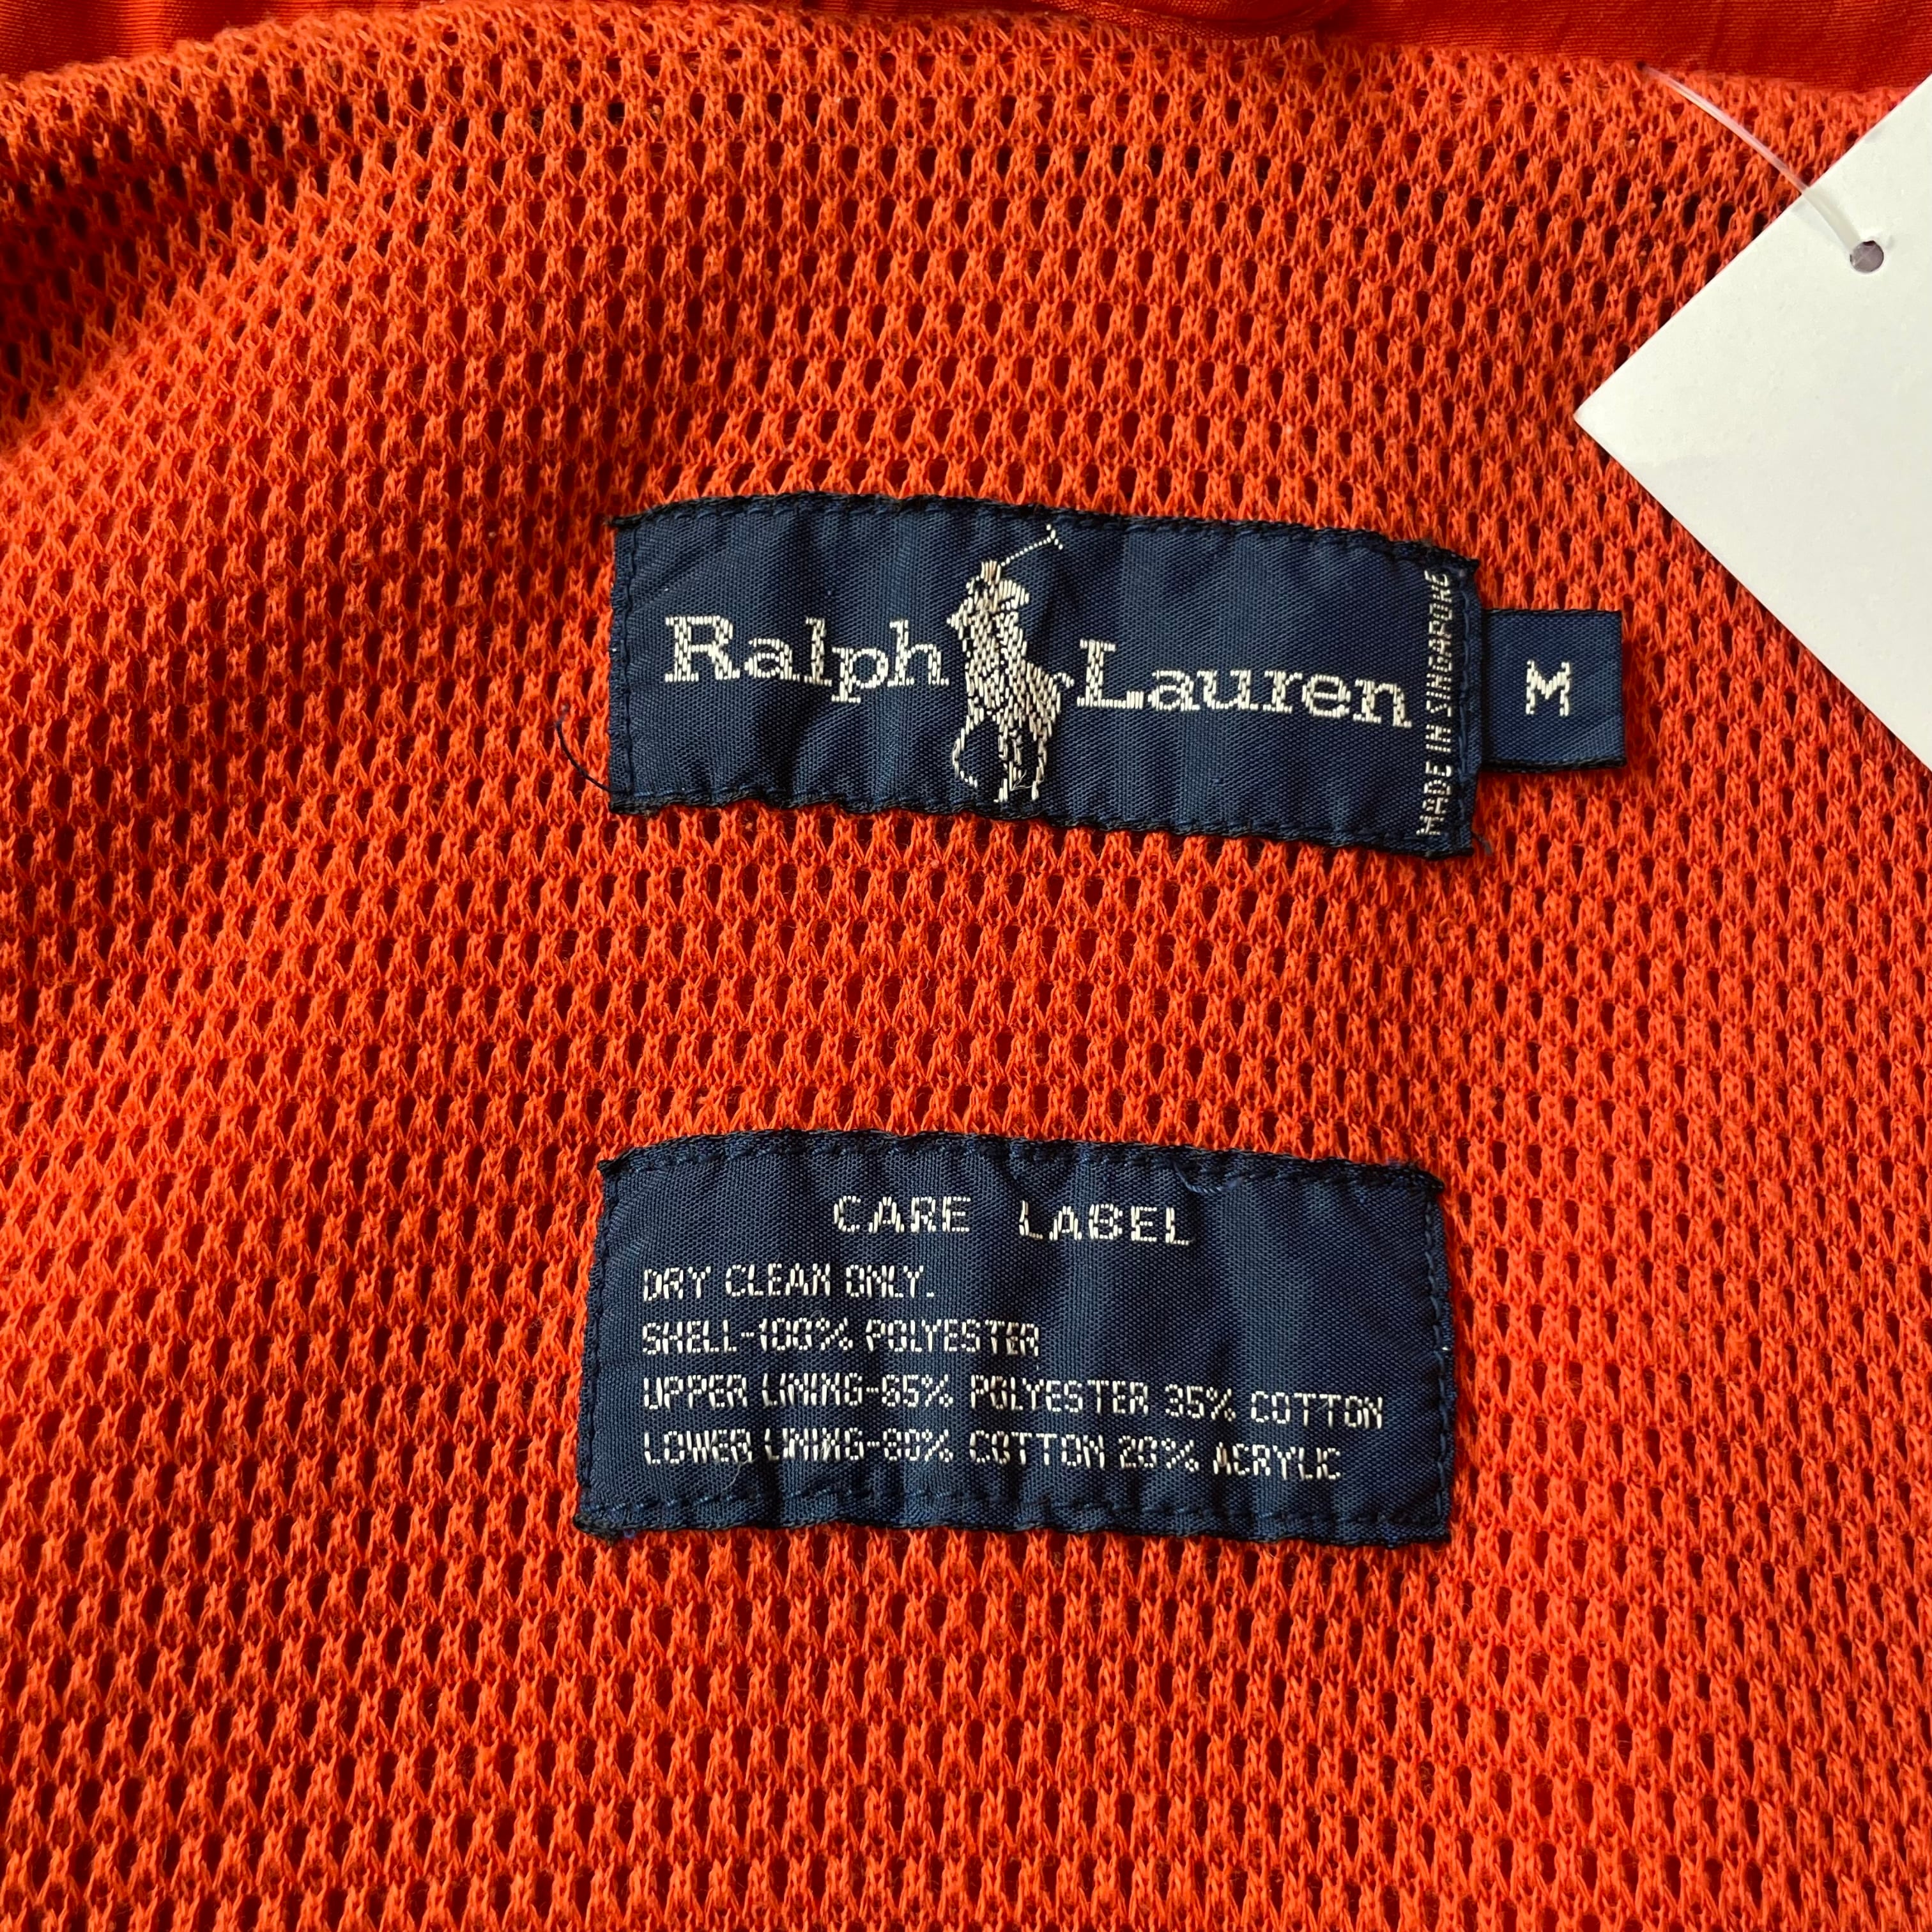 Ralph Lauren
MADE IN SINGAPORE
M
CARE LABEL
DRY CLEAN ONLY.
SHELL-100% POLYESTER
UPPER LINING-65% POLYESTER 35% COTTON
LOWER LINING-80% COTTON 20% ACRYLIC